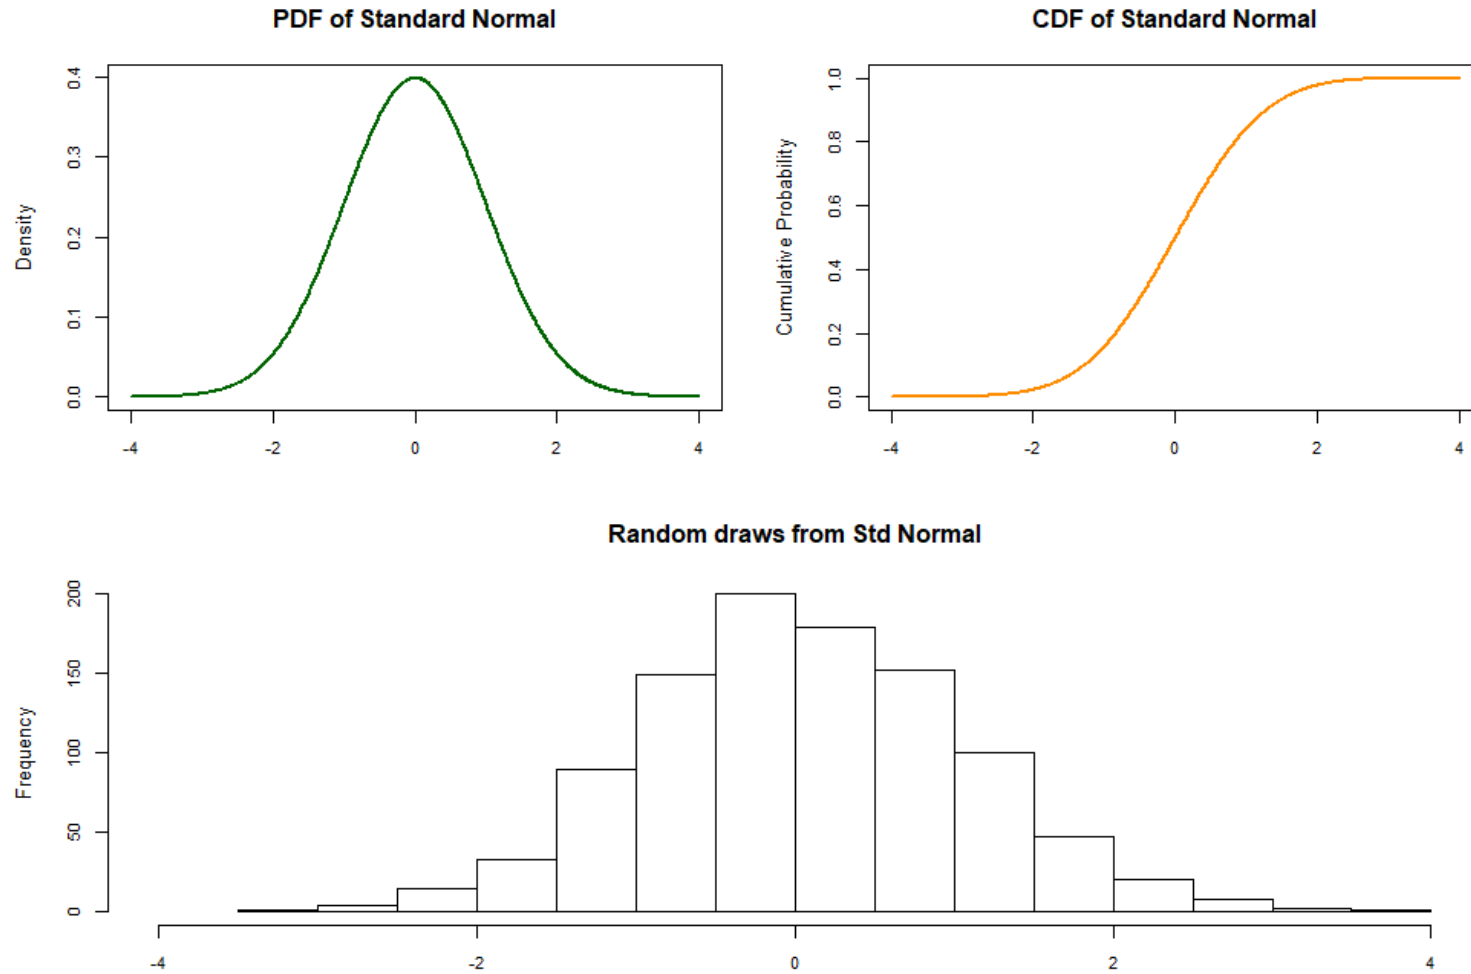 PDF of Standard Normal
Density
0.0 0.1 0.2 0.3 0.4
-4 -2 0 2 4
CDF of Standard Normal
Cumulative Probability
0.0 0.2 0.4 0.6 0.8 1.0
-4 -2 0 2 4
Random draws from Std Normal
Frequency
0 50 100 150 200
-4 -2 0 2 4